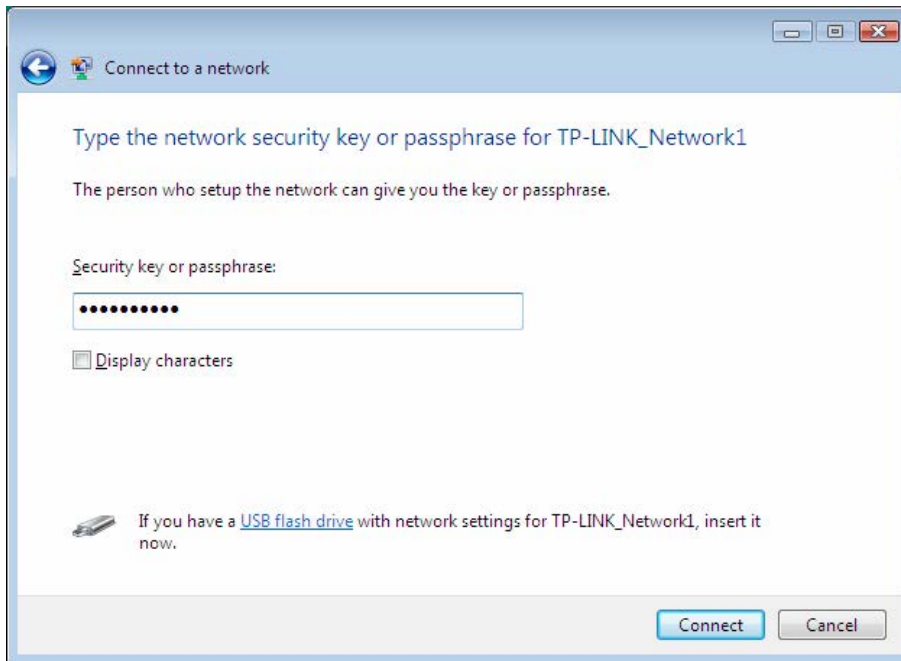 Connect to a network
Type the network security key or passphrase for TP-LINK_Network1
The person who setup the network can give you the key or passphrase.
Security key or passphrase:
••••••••••
Display characters
If you have a USB flash drive with network settings for TP-LINK_Network1, insert it
now.
Connect
Cancel